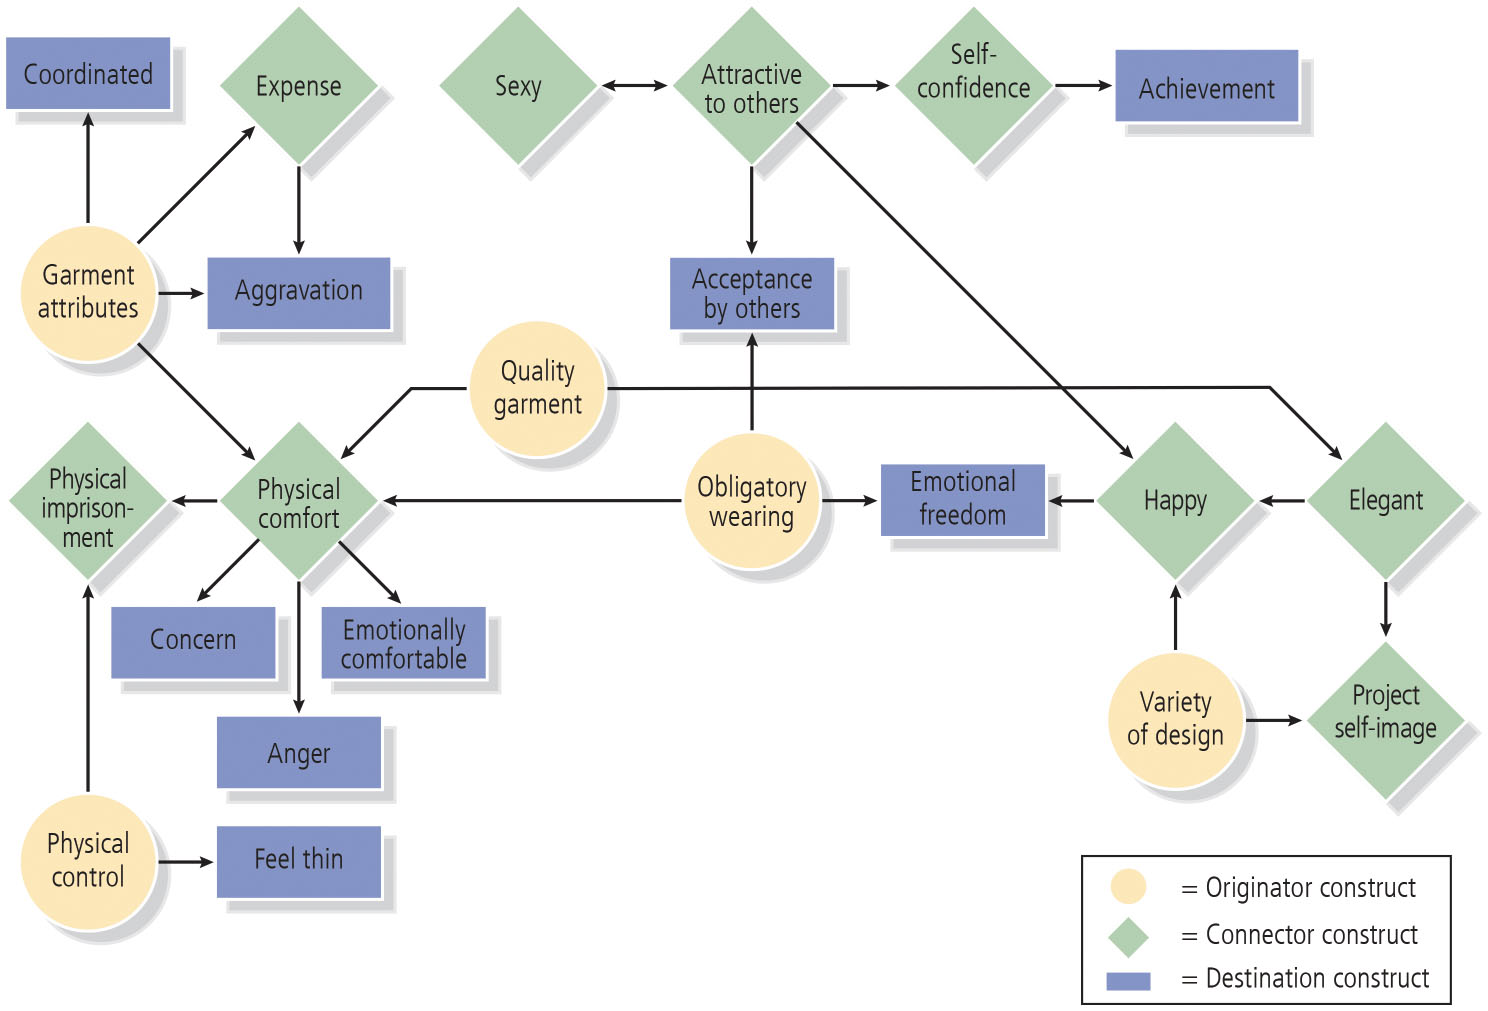 Coordinated
Expense
Sexy
Attractive
to others
Self-
confidence
Achievement
Garment
attributes
Aggravation
Acceptance
by others
Quality
garment
Physical
imprison-
ment
Physical
comfort
Obligatory
wearing
Emotional
freedom
Happy
Elegant
Concern
Emotionally
comfortable
Anger
Variety
of design
Project
self-image
Physical
control
Feel thin
= Originator construct
= Connector construct
= Destination construct